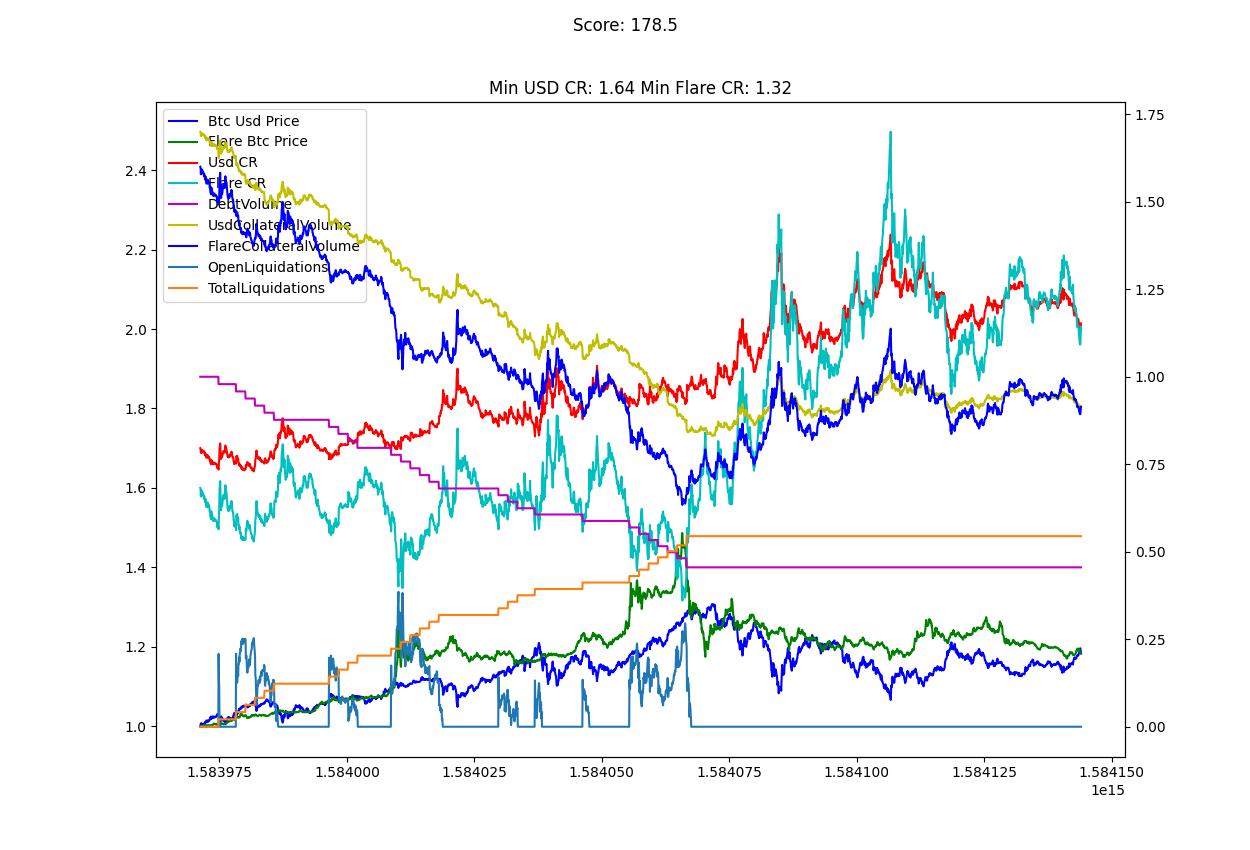 Score: 178.5
Min USD CR: 1.64 Min Flare CR: 1.32
Btc Usd Price
Flare Btc Price
Usd CR
Flare CR
DebtVolume
UsdCollateralVolume
FlareCollateralVolume
OpenLiquidations
TotalLiquidations
2.4
2.2
2.0
1.8
1.6
1.4
1.2
1.0
1.75
1.50
1.25
1.00
0.75
0.50
0.25
0.00
1.583975 1.584000 1.584025 1.584050 1.584075 1.584100 1.584125 1.584150
1e15